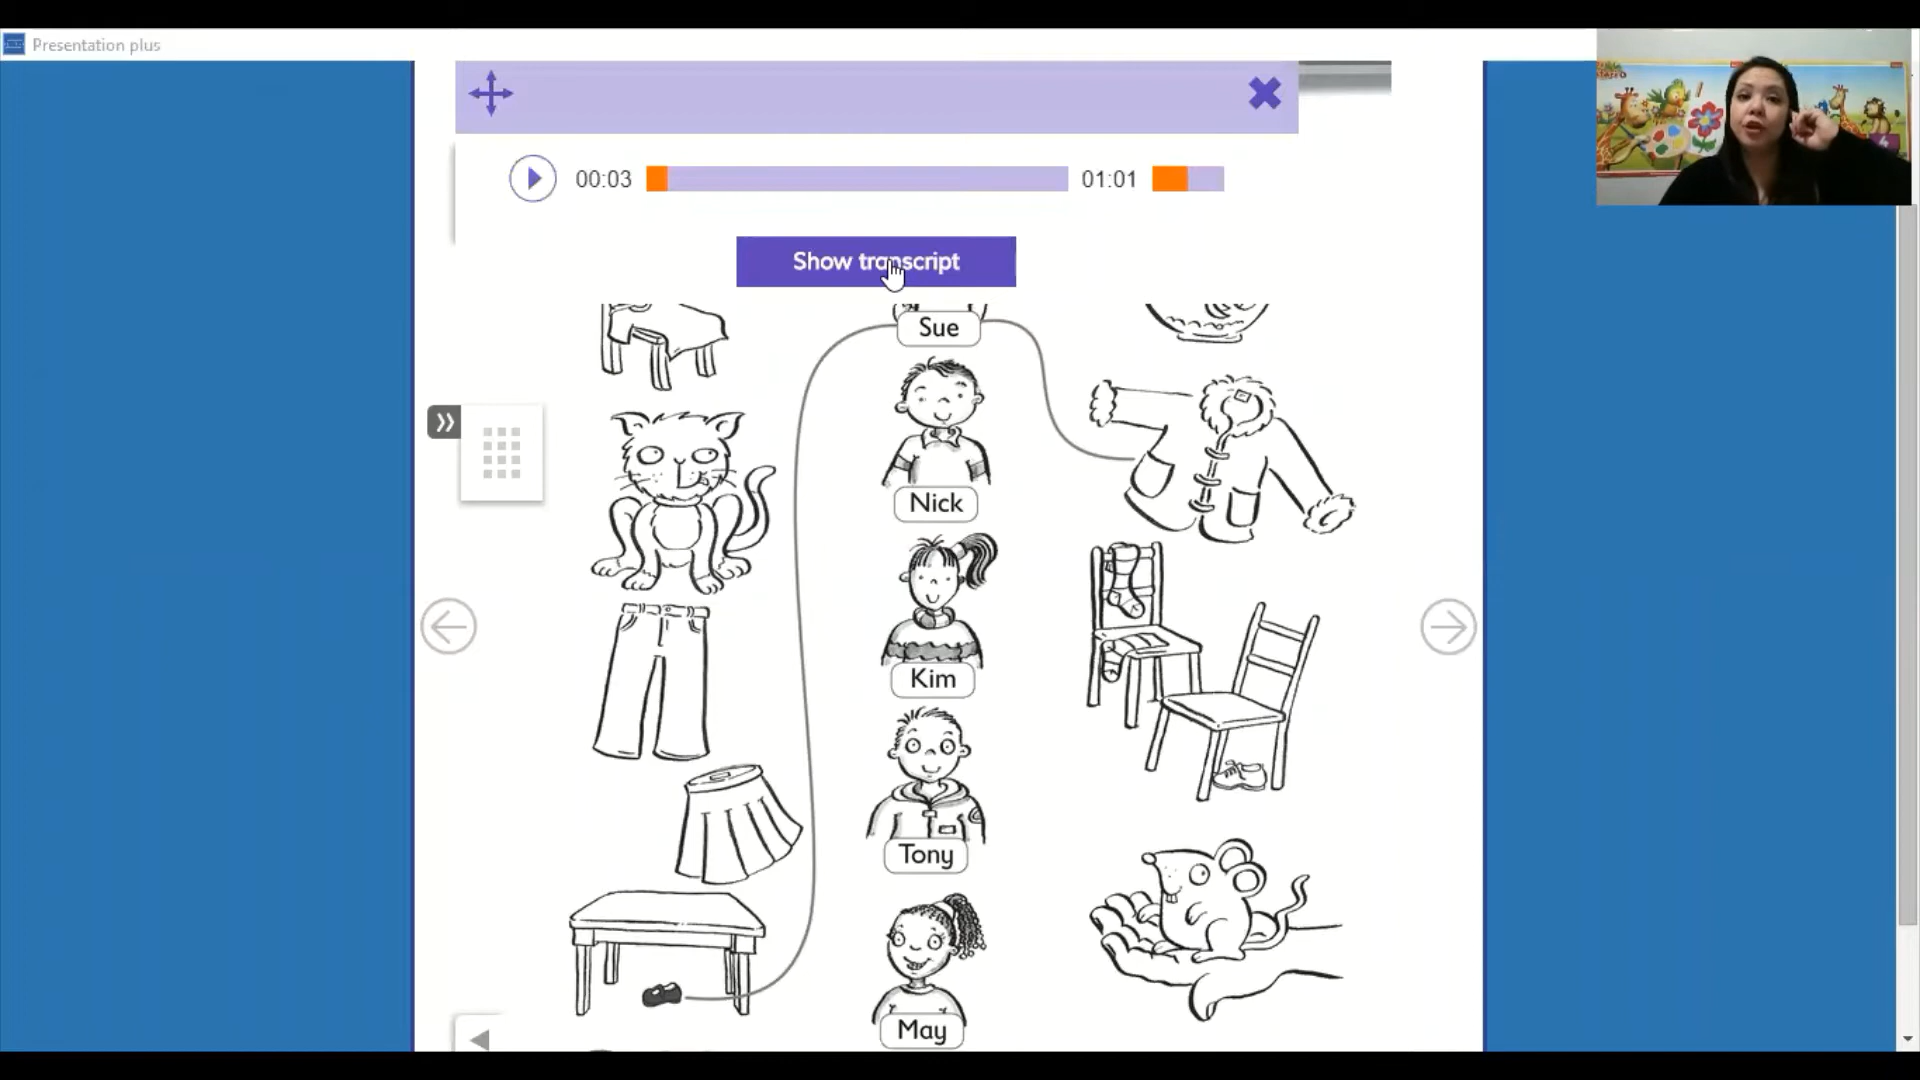 Presentation plus
00:03
01:01
Show transcript
Sue
Nick
Kim
Tony
May